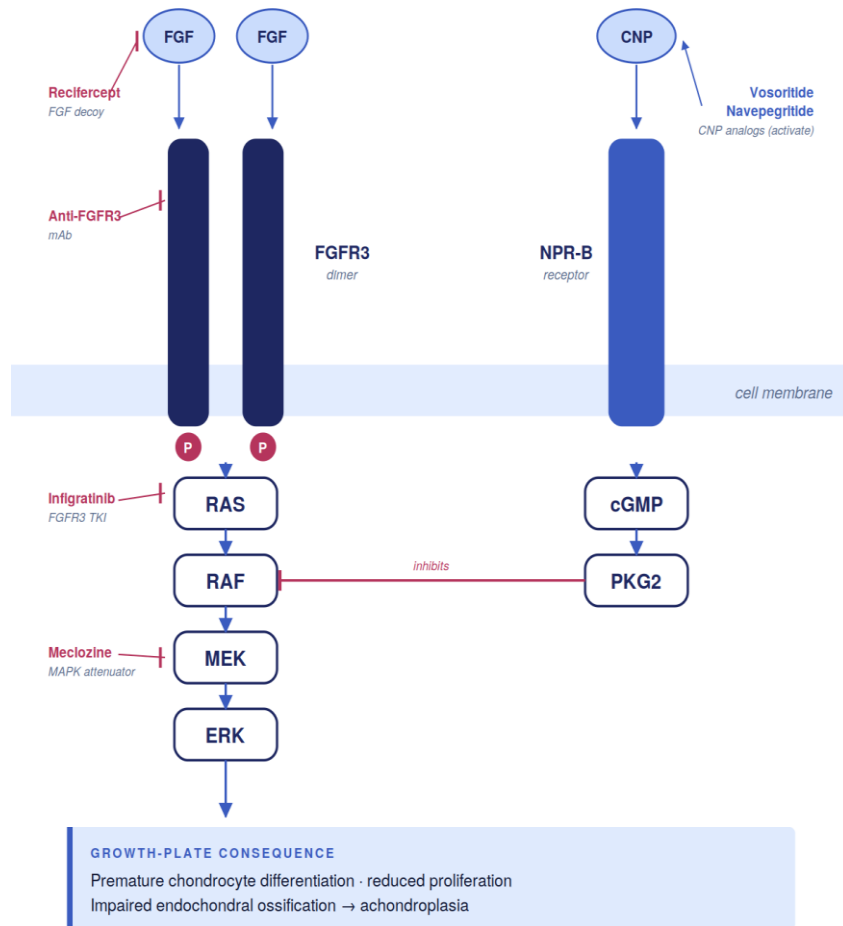 FGF
FGF
CNP
Recifercept
FGF decoy
Vosoritide
Navepegritide
CNP analogs (activate)
Anti-FGFR3
mAb
FGFR3
dimer
NPR-B
receptor
cell membrane
P
P
Infigratinib
FGFR3 TKI
RAS
cGMP
RAF
inhibits
PKG2
Meclozine
MAPK attenuator
MEK
ERK
GROWTH-PLATE CONSEQUENCE
Premature chondrocyte differentiation · reduced proliferation
Impaired endochondral ossification → achondroplasia